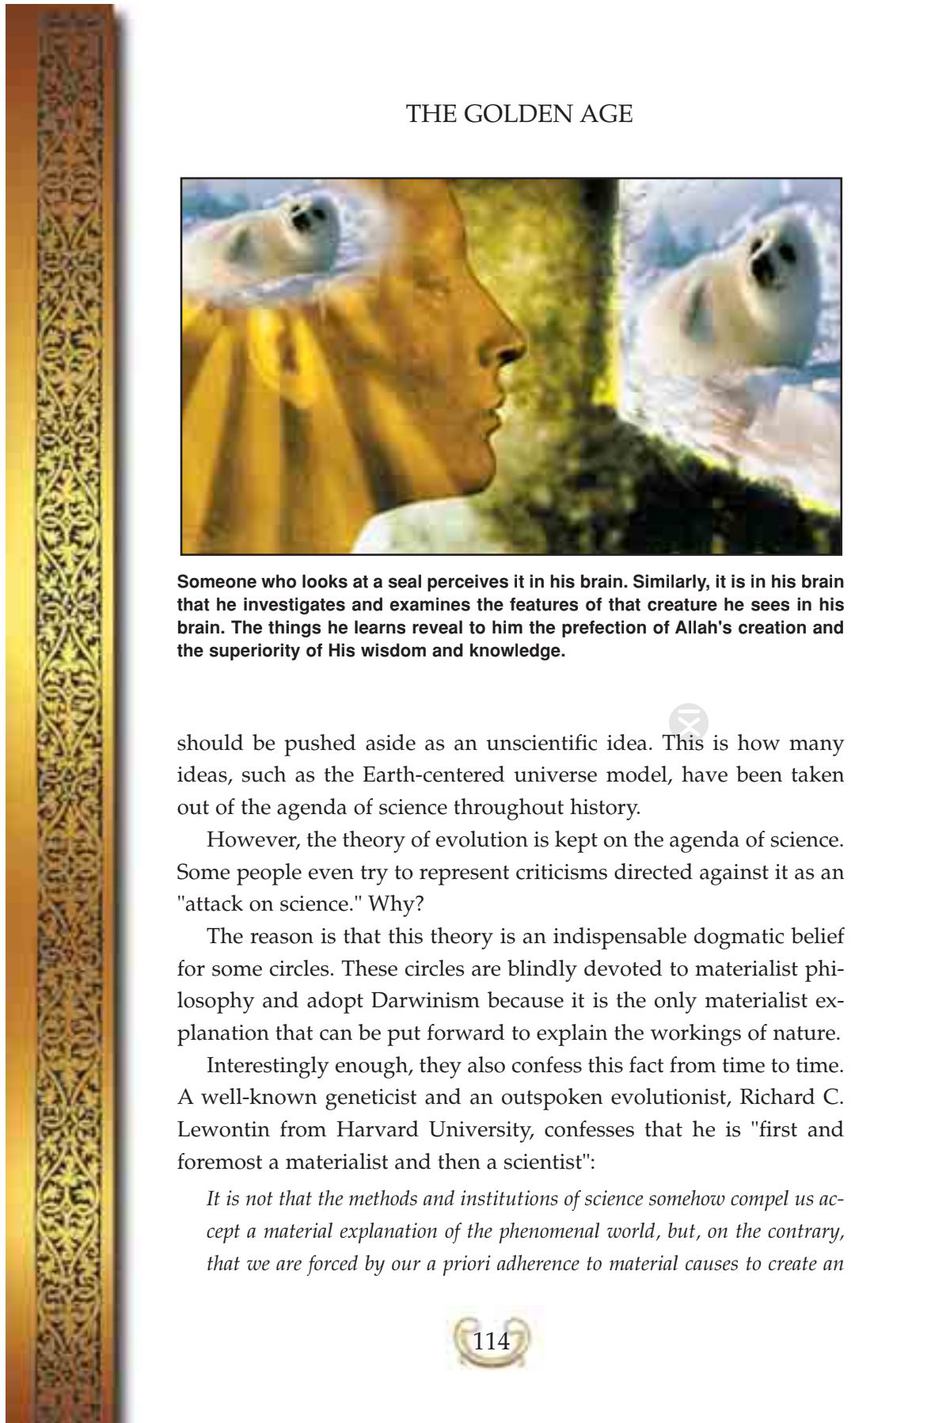 THE GOLDEN AGE
Someone who looks at a seal perceives it in his brain. Similarly, it is in his brain
that he investigates and examines the features of that creature he sees in his
brain. The things he learns reveal to him the prefection of Allah's creation and
the superiority of His wisdom and knowledge.
should be pushed aside as an unscientific idea. This is how many
ideas, such as the Earth-centered universe model, have been taken
out of the agenda of science throughout history.
However, the theory of evolution is kept on the agenda of science.
Some people even try to represent criticisms directed against it as an
"attack on science." Why?
The reason is that this theory is an indispensable dogmatic belief
for some circles. These circles are blindly devoted to materialist phi-
losophy and adopt Darwinism because it is the only materialist ex-
planation that can be put forward to explain the workings of nature.
Interestingly enough, they also confess this fact from time to time.
A well-known geneticist and an outspoken evolutionist, Richard C.
Lewontin from Harvard University, confesses that he is "first and
foremost a materialist and then a scientist":
It is not that the methods and institutions of science somehow compel us ac-
cept a material explanation of the phenomenal world, but, on the contrary,
that we are forced by our a priori adherence to material causes to create an
114